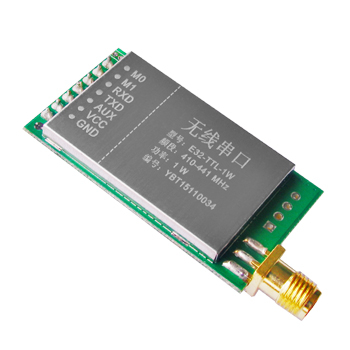 M0
M1
RXD
TXD
AUX
VCC
GND
无线串口
型号: E32-TTL-1W
频段: 410-441 MHz
功率: 1 W
编号: YBT15110034